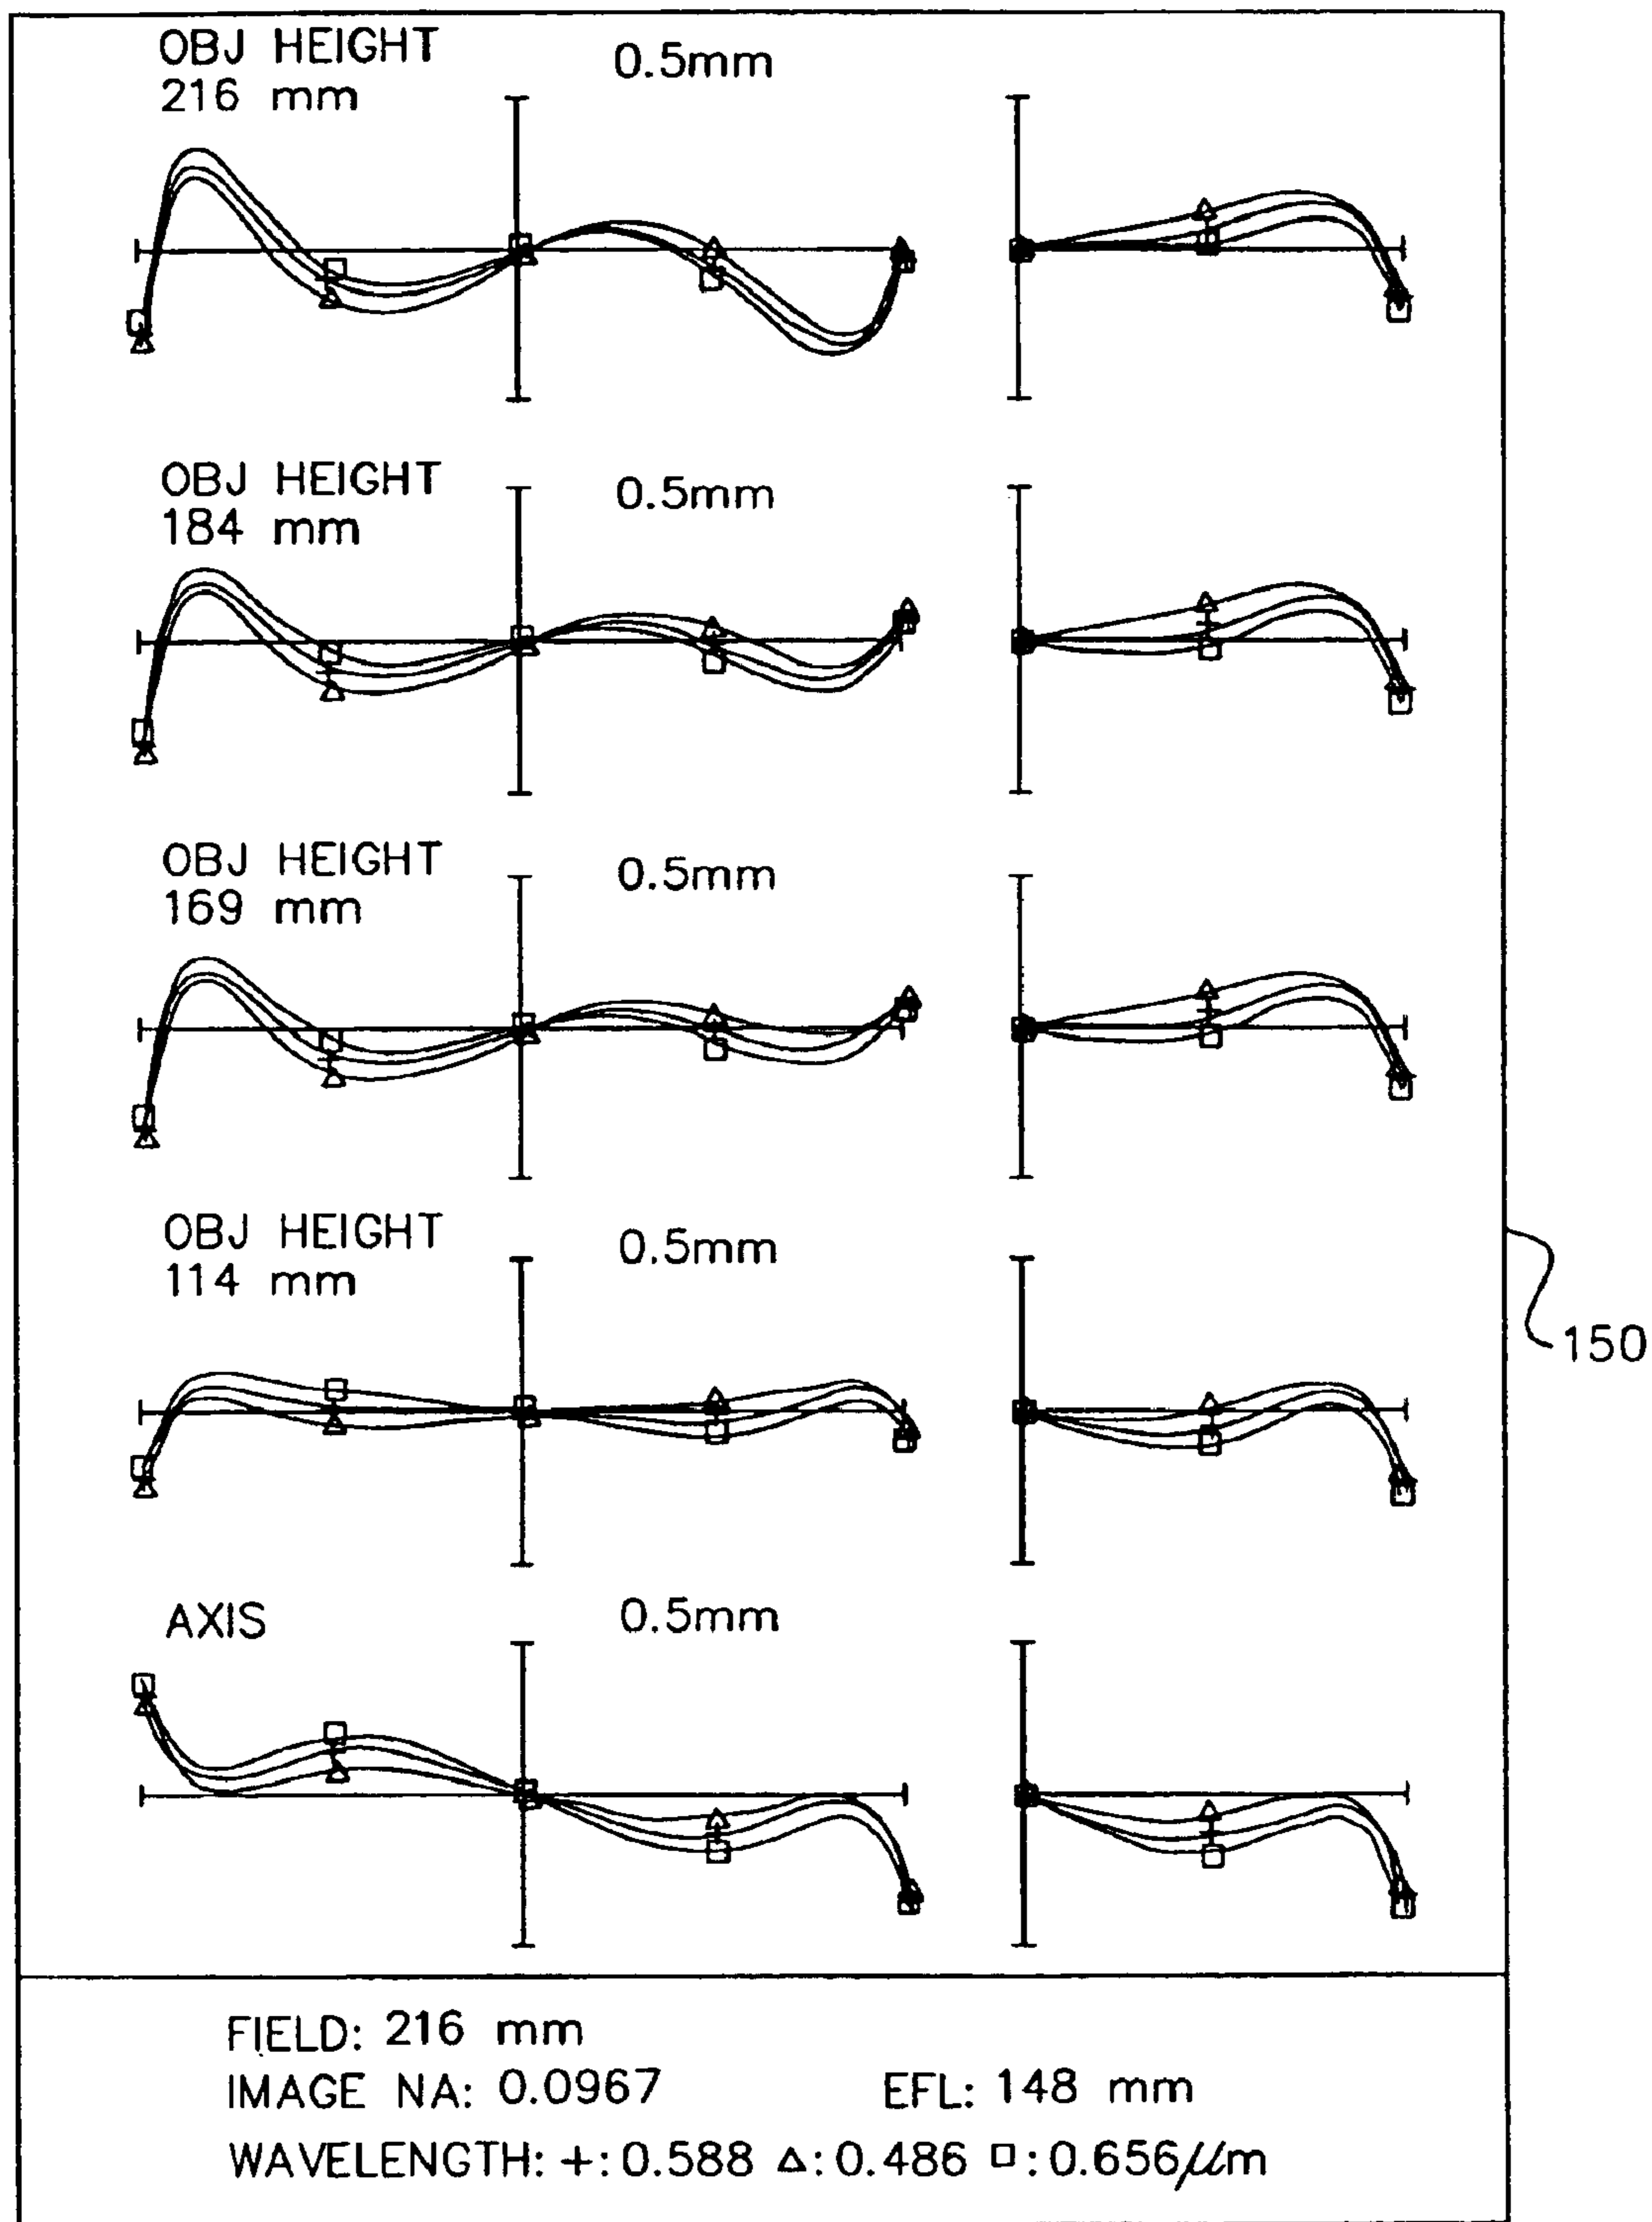 OBJ HEIGHT
216 mm
0.5mm
OBJ HEIGHT
184 mm
0.5mm
OBJ HEIGHT
169 mm
0.5mm
OBJ HEIGHT
114 mm
0.5mm
150
AXIS
0.5mm
FIELD: 216 mm
IMAGE NA: 0.0967 EFL: 148 mm
WAVELENGTH: +:0.588 △:0.486 □:0.656μm